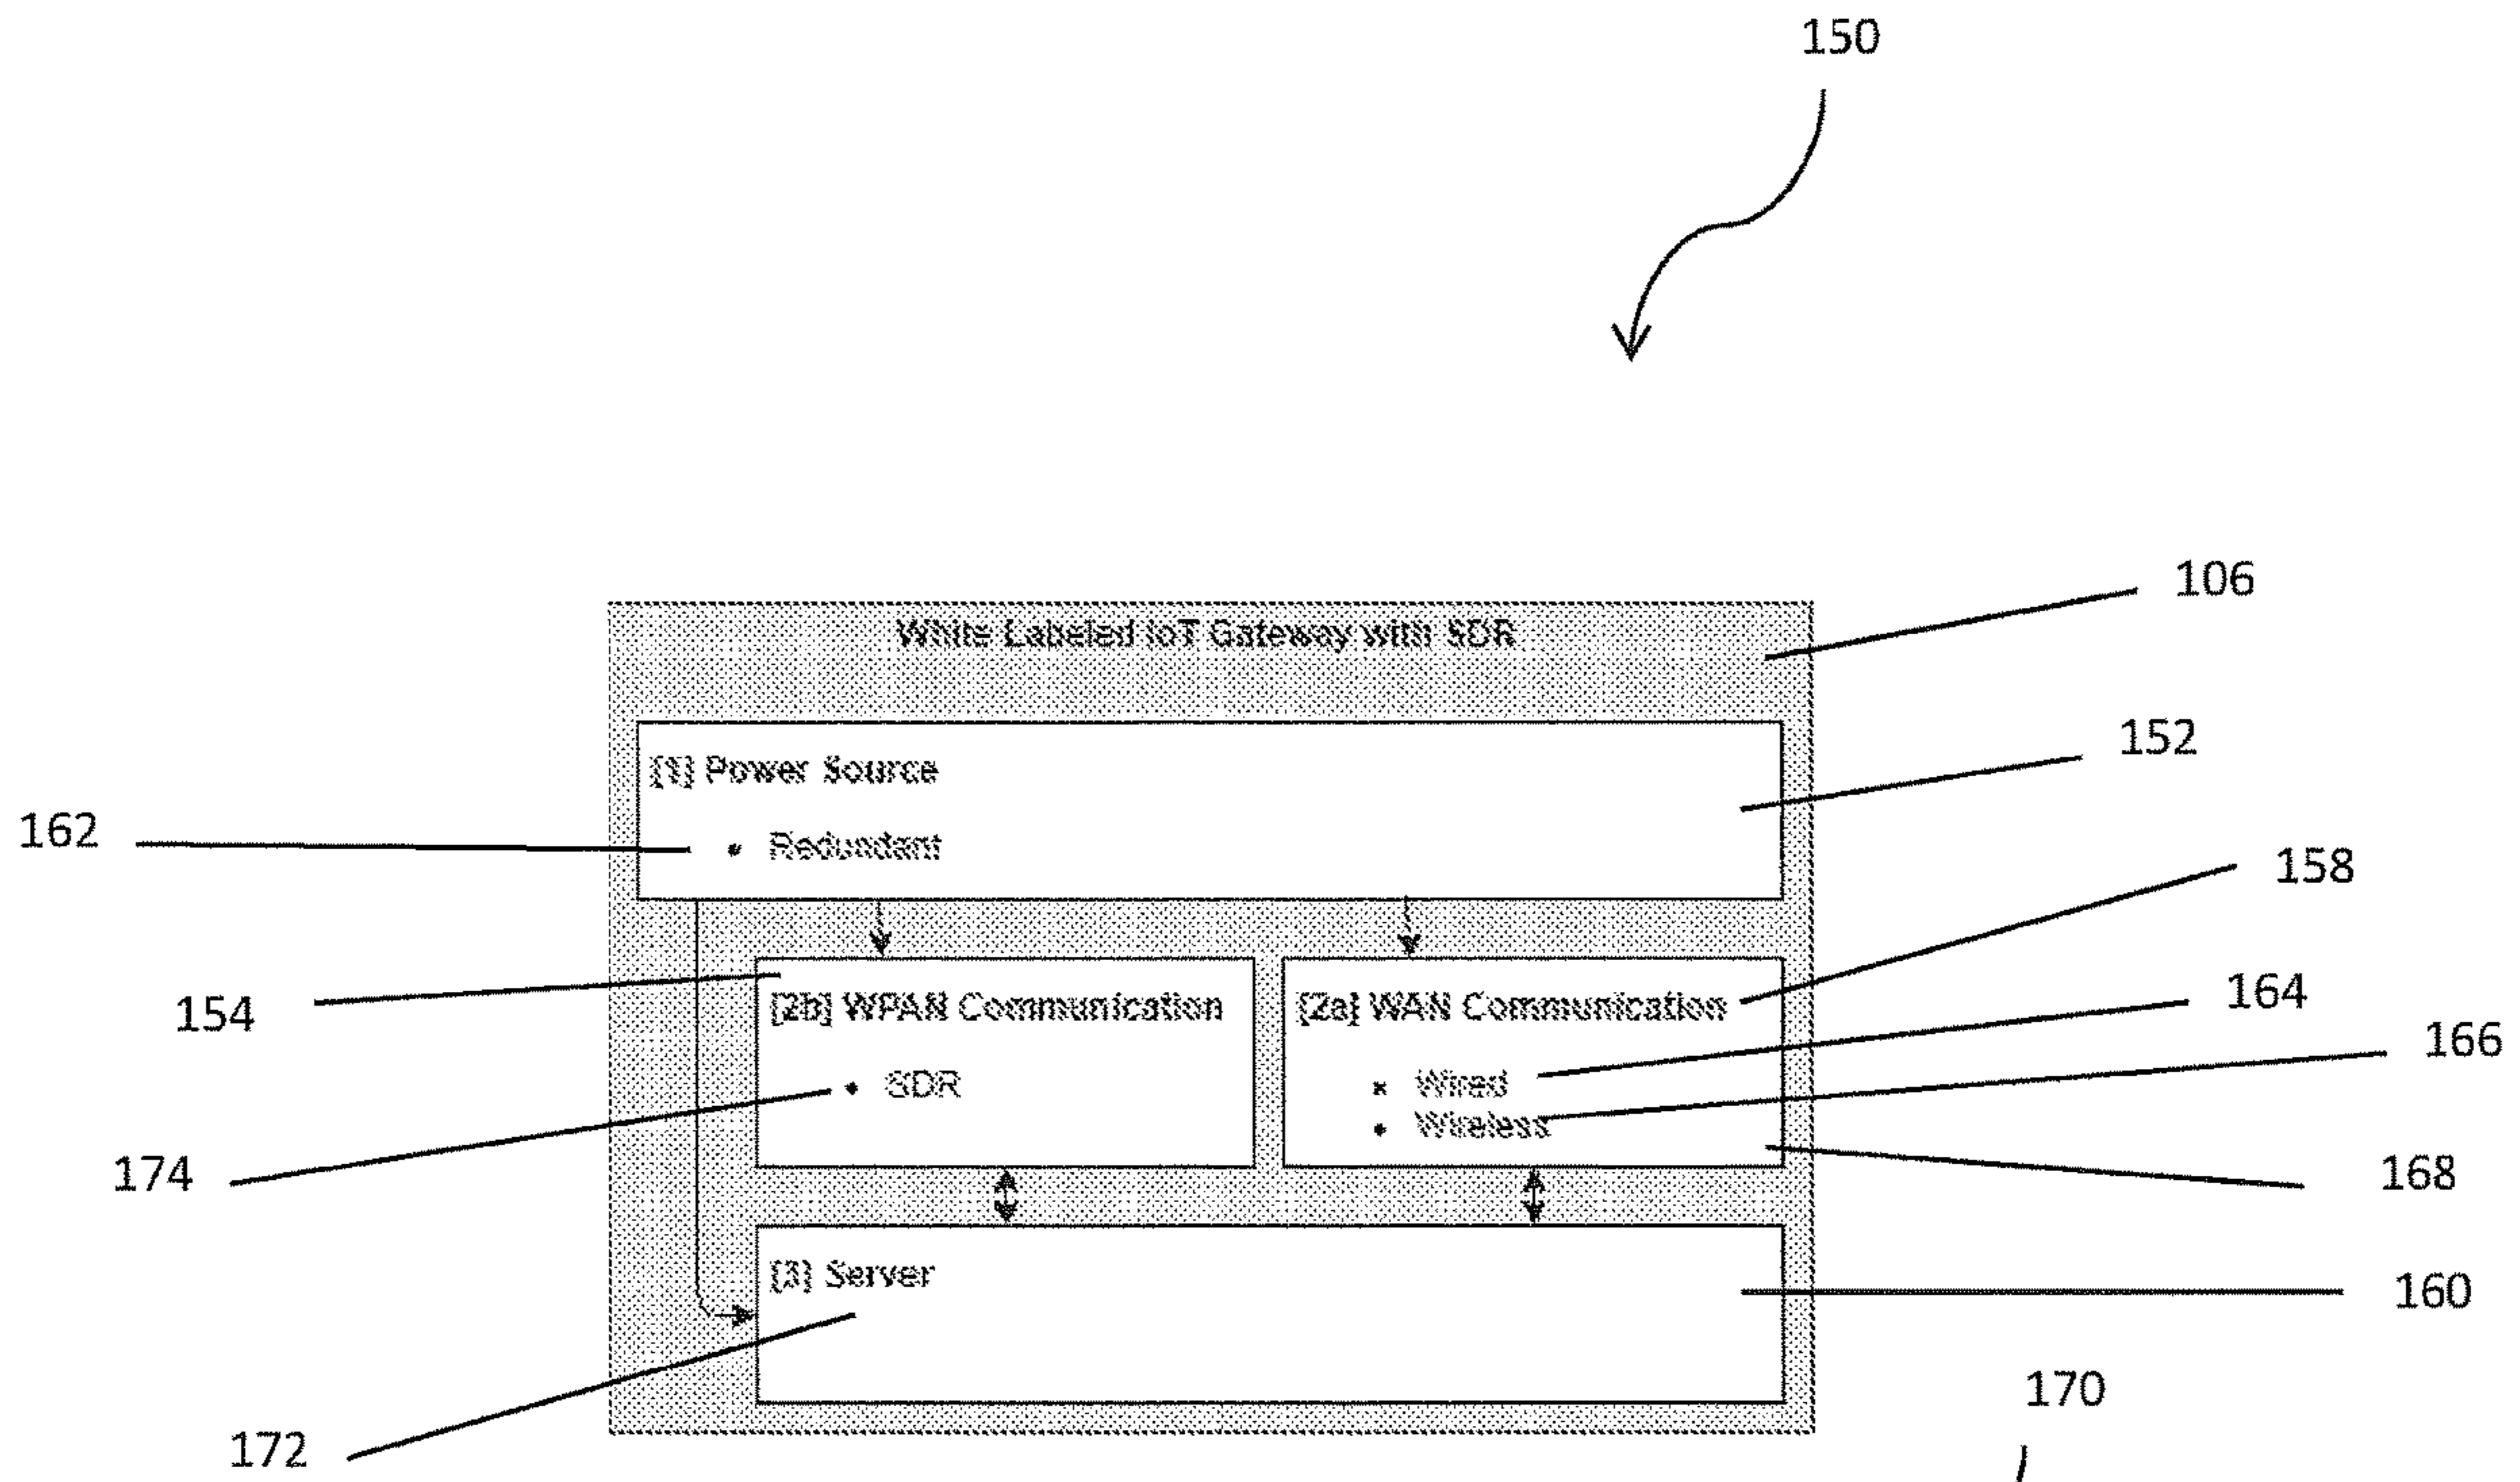 150
106
White Labeled IoT Gateway with SDR
152
[1] Power Source
162
• Redundant
158
154
[2b] WPAN Communication
[2a] WAN Communication
164
166
• SDR
• Wired
• Wireless
174
168
[3] Server
160
170
172